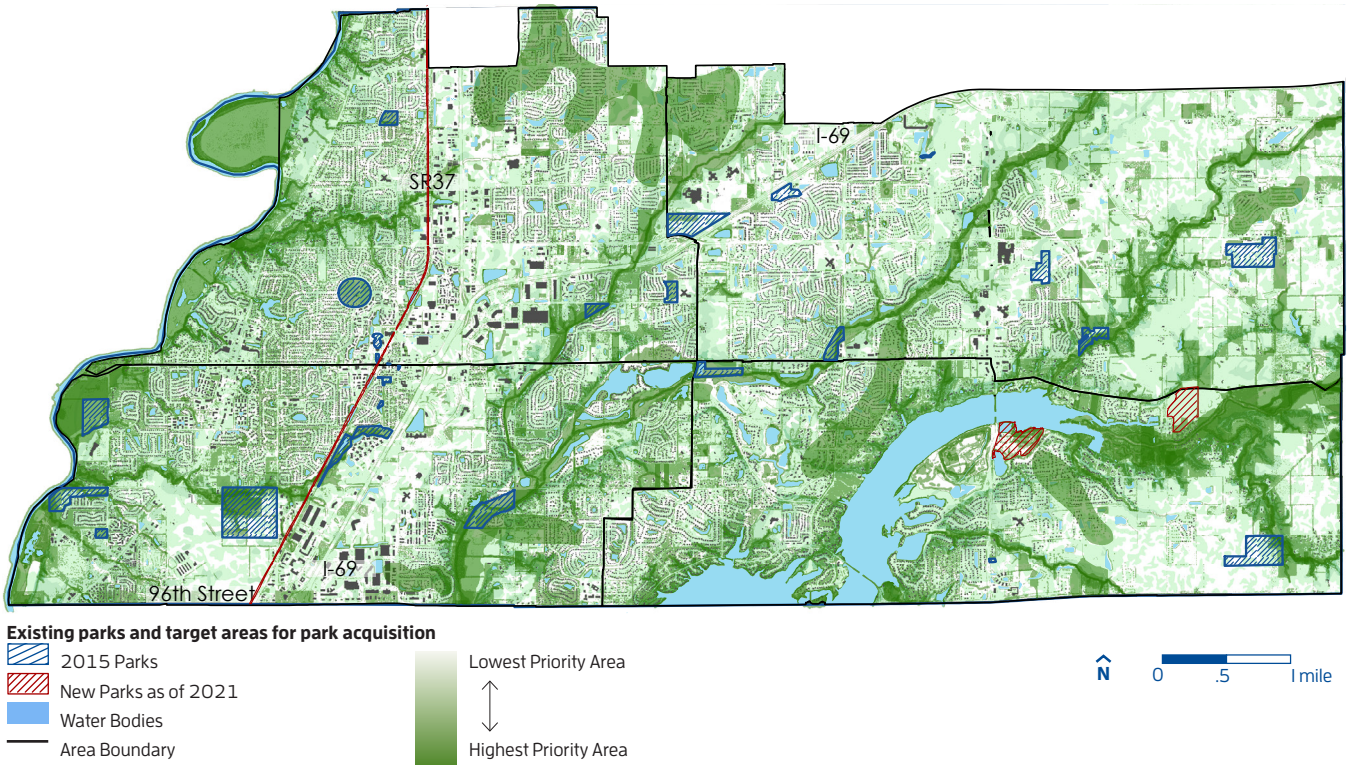 I-69
SR37
I-69
96th Street
Existing parks and target areas for park acquisition
2015 Parks
New Parks as of 2021
Water Bodies
Area Boundary
Lowest Priority Area
Highest Priority Area
N
0 .5 1 mile